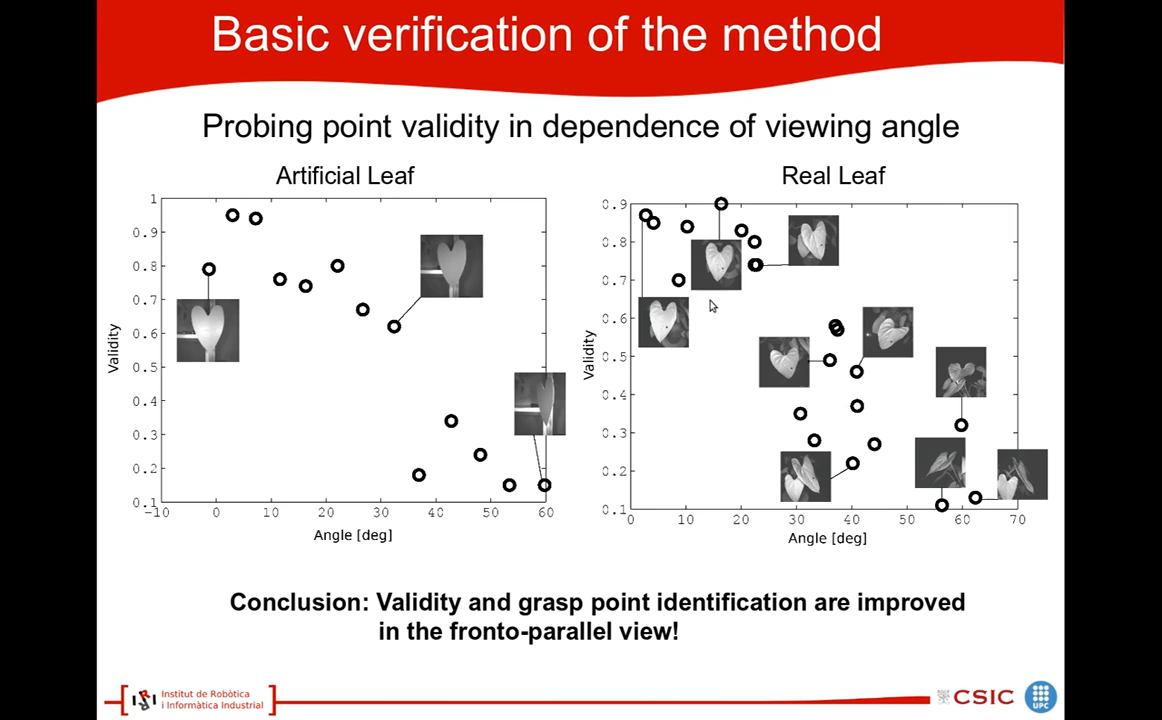 Basic verification of the method
Probing point validity in dependence of viewing angle
Artificial Leaf
Real Leaf
Validity
1
0.9
0.8
0.7
0.6
0.5
0.4
0.3
0.2
0.1
-10 0 10 20 30 40 50 60
Angle [deg]
Validity
0.9
0.8
0.7
0.6
0.5
0.4
0.3
0.2
0.1
0 10 20 30 40 50 60 70
Angle [deg]
Conclusion: Validity and grasp point identification are improved
in the fronto-parallel view!
IRI
Institut de Robòtica
i Informàtica Industrial
CSIC
UPC